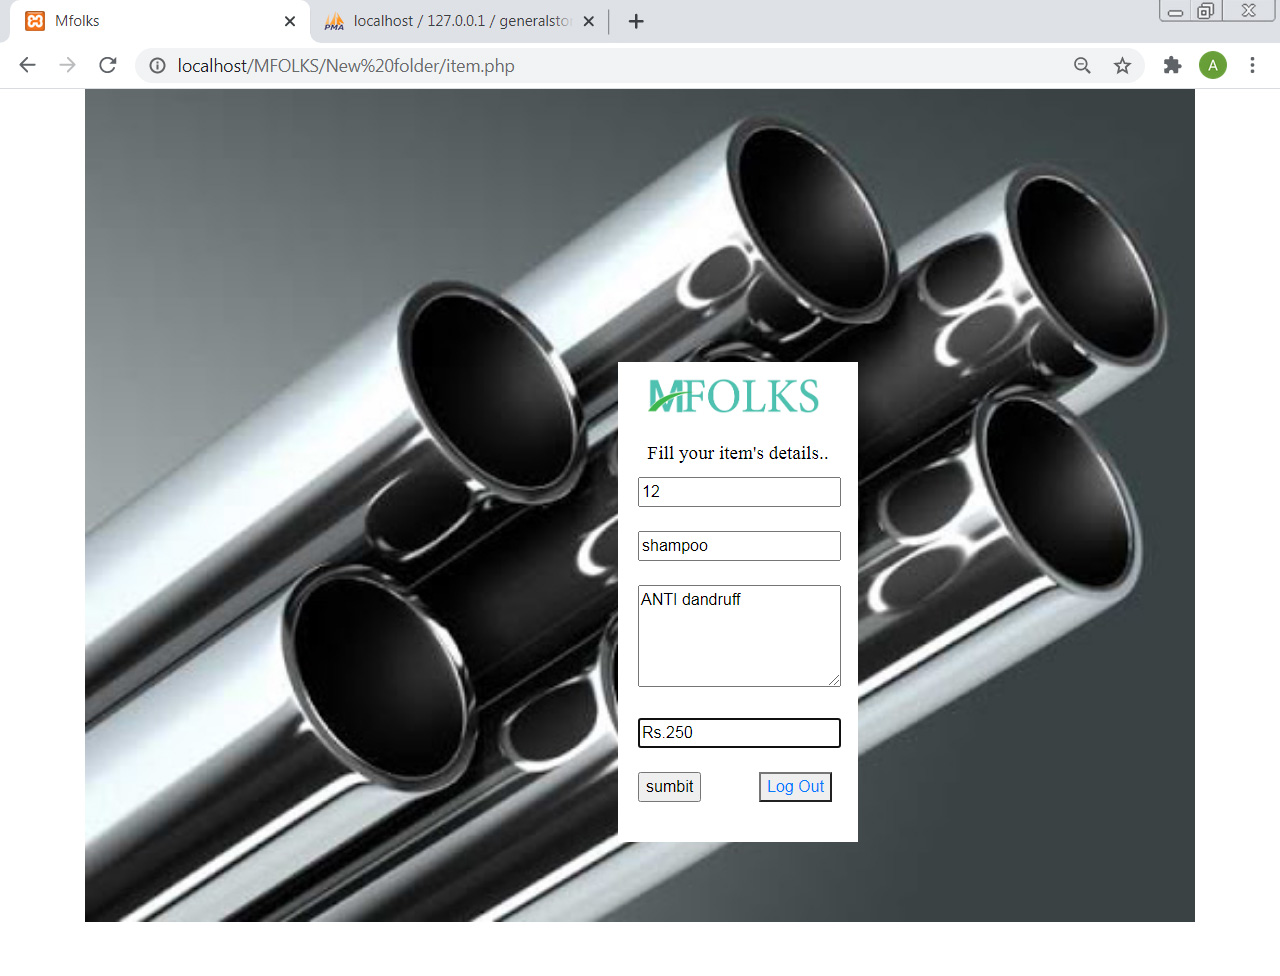 Mfolks
localhost / 127.0.0.1 / generalsto
localhost/MFOLKS/New%20folder/item.php
A
MFOLKS
Fill your item's details..
12
shampoo
ANTI dandruff
Rs.250
sumbit
Log Out